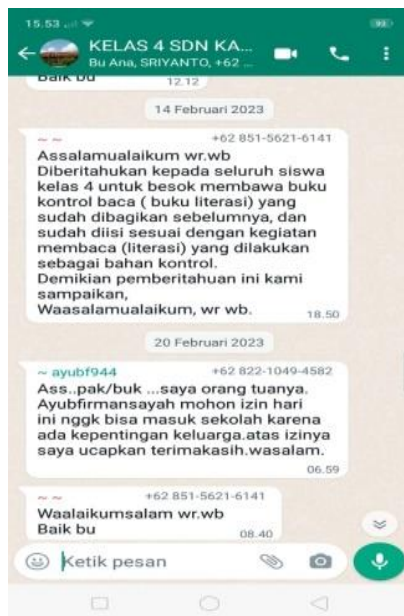 15.53
93
KELAS 4 SDN KA...
Bu Ana, SRIYANTO, +62 ...
Baik bu
12.12
14 Februari 2023
~ ~ +62 851-5621-6141
Assalamualaikum wr.wb
Diberitahukan kepada seluruh siswa
kelas 4 untuk besok membawa buku
kontrol baca ( buku literasi) yang
sudah dibagikan sebelumnya, dan
sudah diisi sesuai dengan kegiatan
membaca (literasi) yang dilakukan
sebagai bahan kontrol.
Demikian pemberitahuan ini kami
sampaikan,
Waasalamualaikum, wr wb.
18.50
20 Februari 2023
~ ayubf944 +62 822-1049-4582
Ass..pak/buk ...saya orang tuanya.
Ayubfirmansayah mohon izin hari
ini nggk bisa masuk sekolah karena
ada kepentingan keluarga.atas izinya
saya ucapkan terimakasih.wasalam.
06.59
~ ~ +62 851-5621-6141
Waalaikumsalam wr.wb
Baik bu
08.40
Ketik pesan